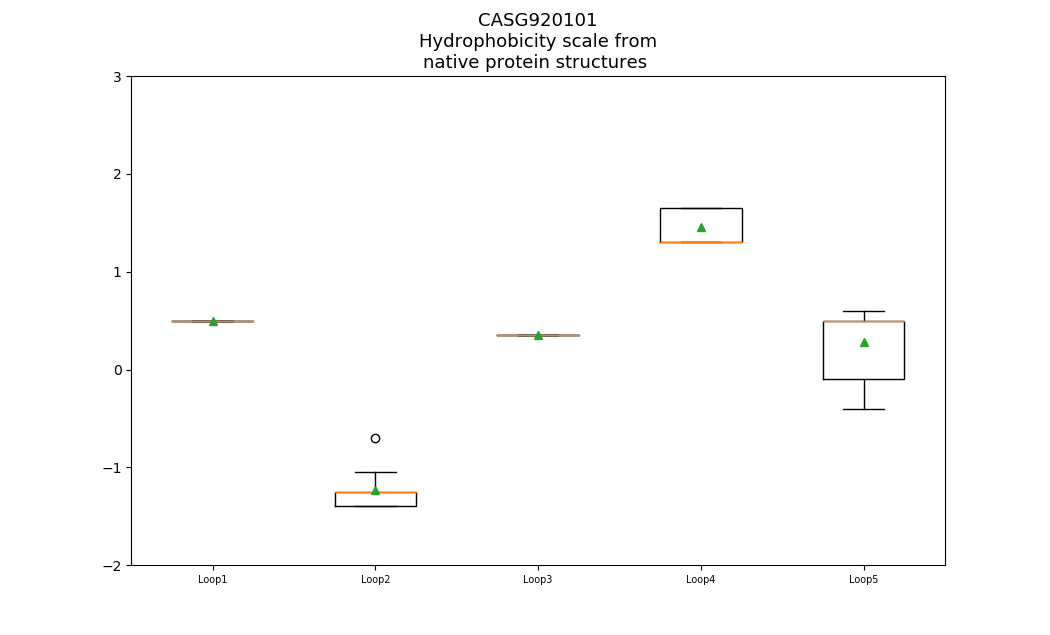 CASG920101
Hydrophobicity scale from
native protein structures
3
2
1
0
−1
−2
Loop1
Loop2
Loop3
Loop4
Loop5